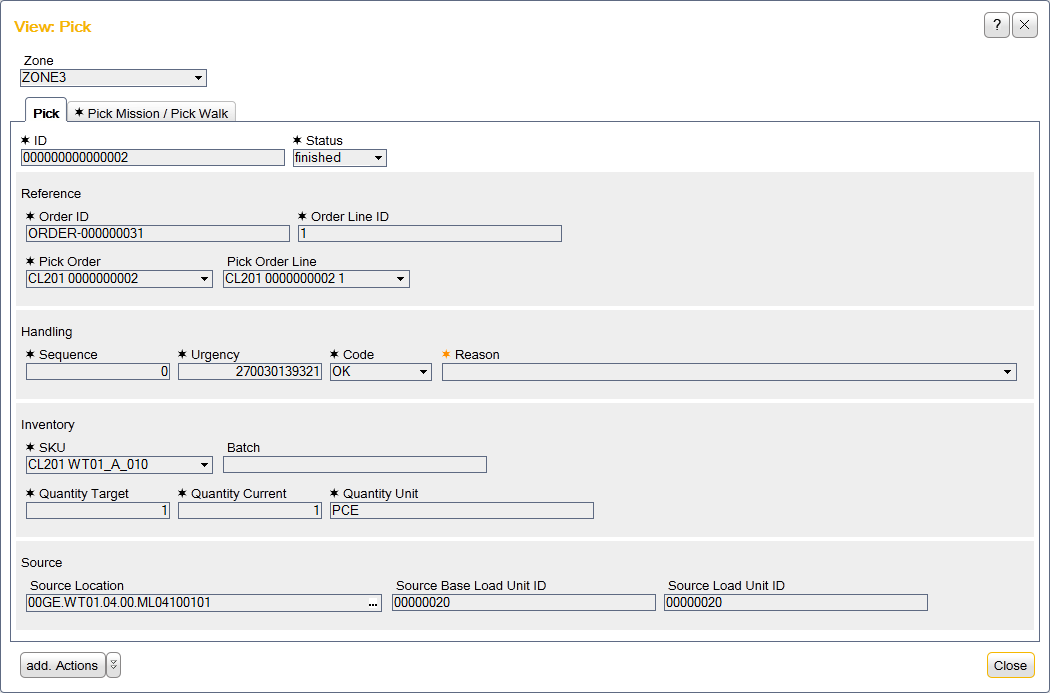 View: Pick
?
Zone
ZONE3
Pick
✶ Pick Mission / Pick Walk
✶ ID ✶ Status
000000000000002 finished
Reference
✶ Order ID ✶ Order Line ID
ORDER-000000031 1
✶ Pick Order Pick Order Line
CL201 0000000002 CL201 0000000002 1
Handling
✶ Sequence ✶ Urgency ✶ Code ✶ Reason
0 270030139321 OK
Inventory
✶ SKU Batch
CL201 WT01_A_010
✶ Quantity Target ✶ Quantity Current ✶ Quantity Unit
1 1 PCE
Source
Source Location Source Base Load Unit ID Source Load Unit ID
00GE.WT01.04.00.ML04100101 ... 00000020 00000020
add. Actions Close